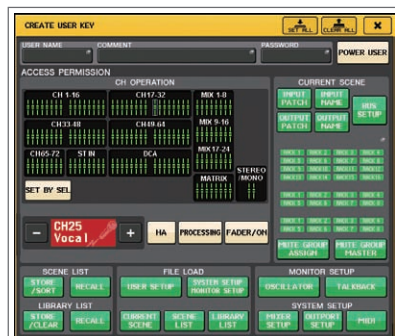 CREATE USER KEY
SET ALL
CLEAR ALL
USER NAME
COMMENT
PASSWORD
POWER USER
ACCESS PERMISSION
CH OPERATION
CH 1-16
CH17-32
MIX 1-8
CH33-48
CH49-64
MIX 9-16
CH65-72
ST IN
DCA
MIX17-24
MATRIX
STEREO
/MONO
SET BY SEL
CH25
Vocal
HA
PROCESSING
FADER/ON
CURRENT SCENE
INPUT
PATCH
INPUT
NAME
BUS
SETUP
OUTPUT
PATCH
OUTPUT
NAME
MUTE GROUP
ASSIGN
MUTE GROUP
MASTER
SCENE LIST
STORE
/SORT
RECALL
FILE LOAD
USER SETUP
SYSTEM SETUP
MONITOR SETUP
MONITOR SETUP
OSCILLATOR
TALKBACK
LIBRARY LIST
STORE
/CLEAR
RECALL
CURRENT
SCENE
SCENE
LIST
LIBRARY
LIST
SYSTEM SETUP
MIXER
SETUP
OUTPORT
SETUP
MIDI